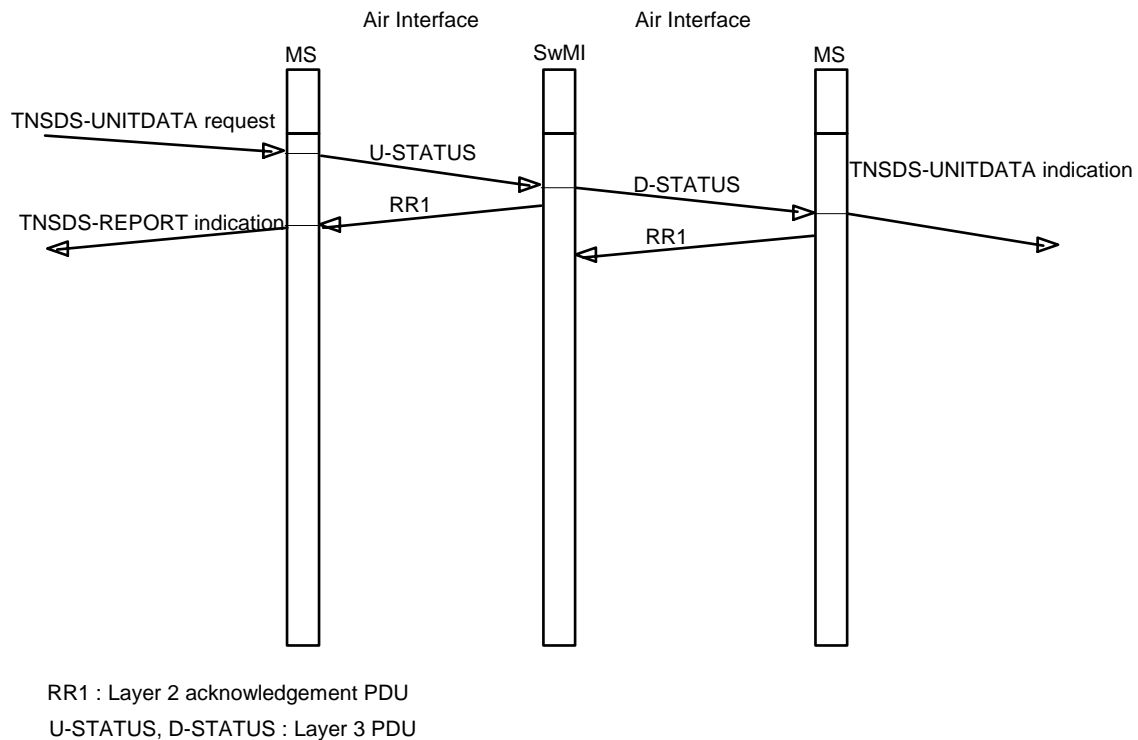 Air Interface
Air Interface
MS
SwMI
MS
TNSDS-UNITDATA request
U-STATUS
TNSDS-UNITDATA indication
D-STATUS
RR1
TNSDS-REPORT indication
RR1
RR1 : Layer 2 acknowledgement PDU
U-STATUS, D-STATUS : Layer 3 PDU